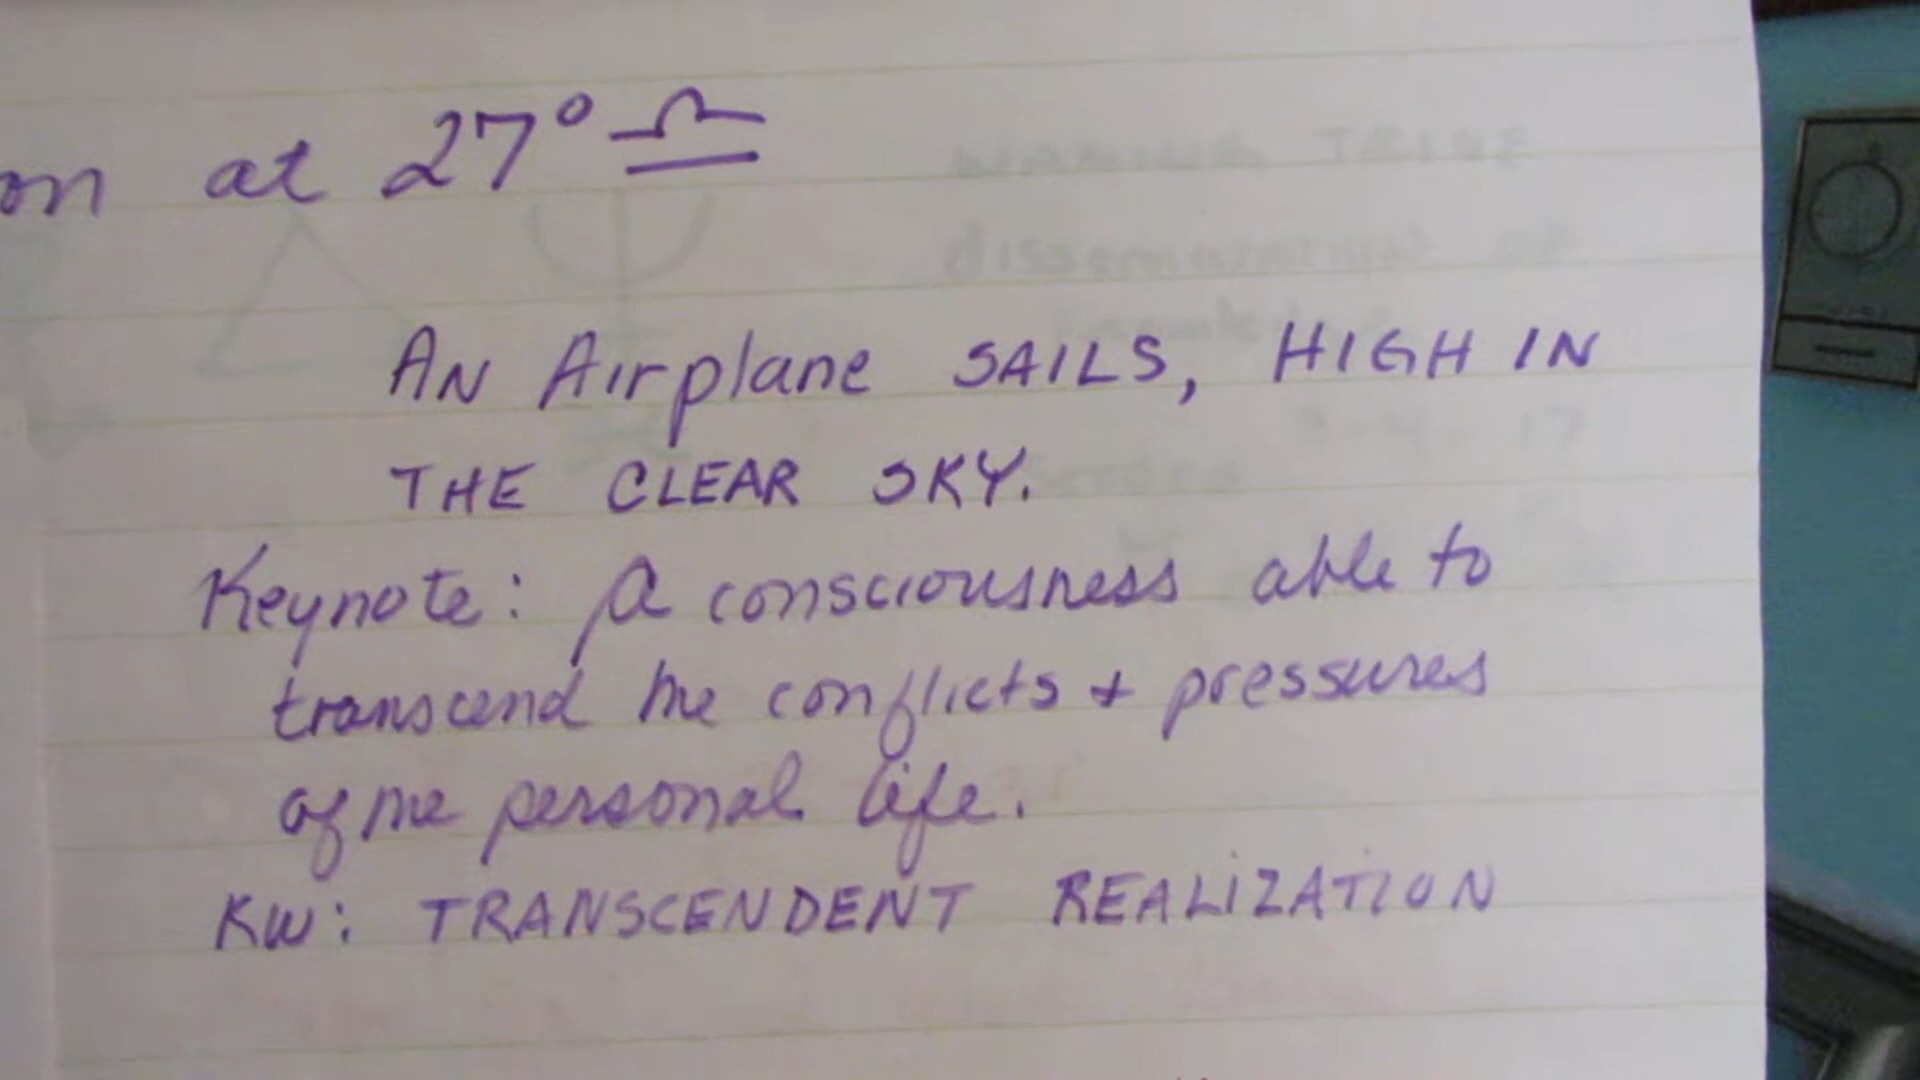 on at 27° ♎
An Airplane SAILS, HIGH IN
THE CLEAR SKY.
Keynote: A consciousness able to
transcend the conflicts + pressures
of the personal life.
KW: TRANSCENDENT REALIZATION